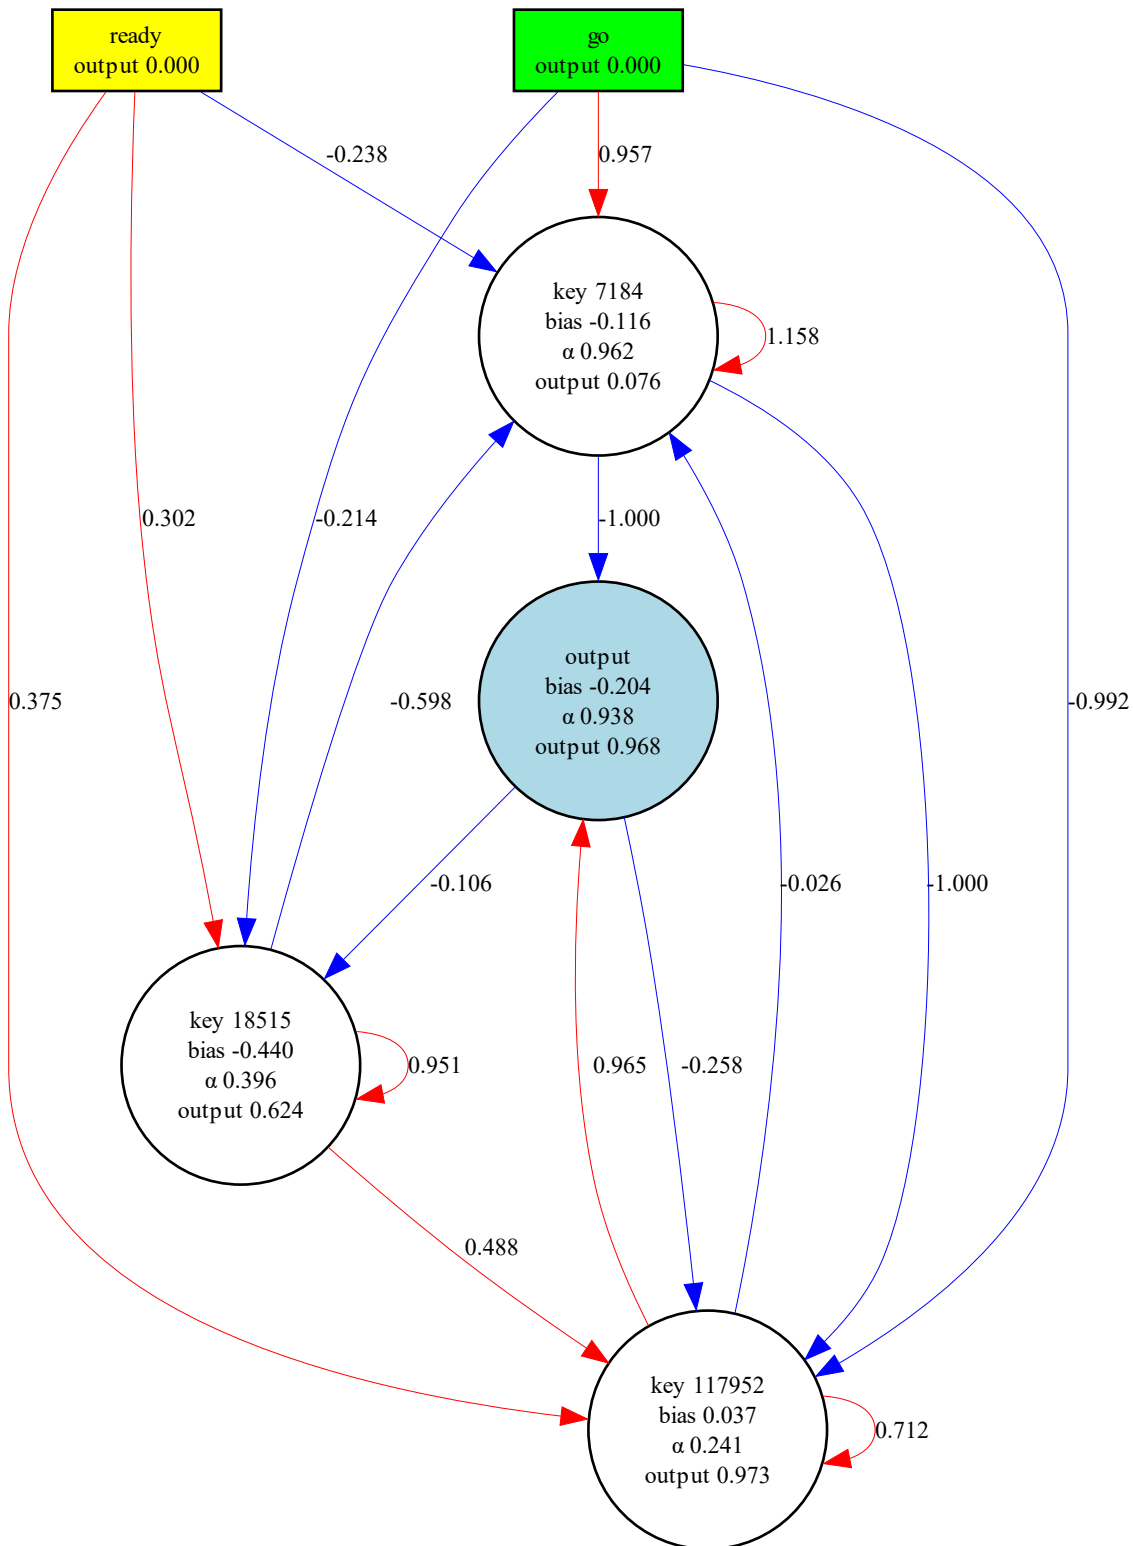 ready
output 0.000
go
output 0.000
-0.238
0.957
key 7184
bias -0.116
α 0.962
output 0.076
1.158
0.302
-0.214
-1.000
output
bias -0.204
α 0.938
output 0.968
0.375
-0.598
-0.992
-0.106
-0.026
-1.000
key 18515
bias -0.440
α 0.396
output 0.624
0.951
0.965
-0.258
0.488
key 117952
bias 0.037
α 0.241
output 0.973
0.712